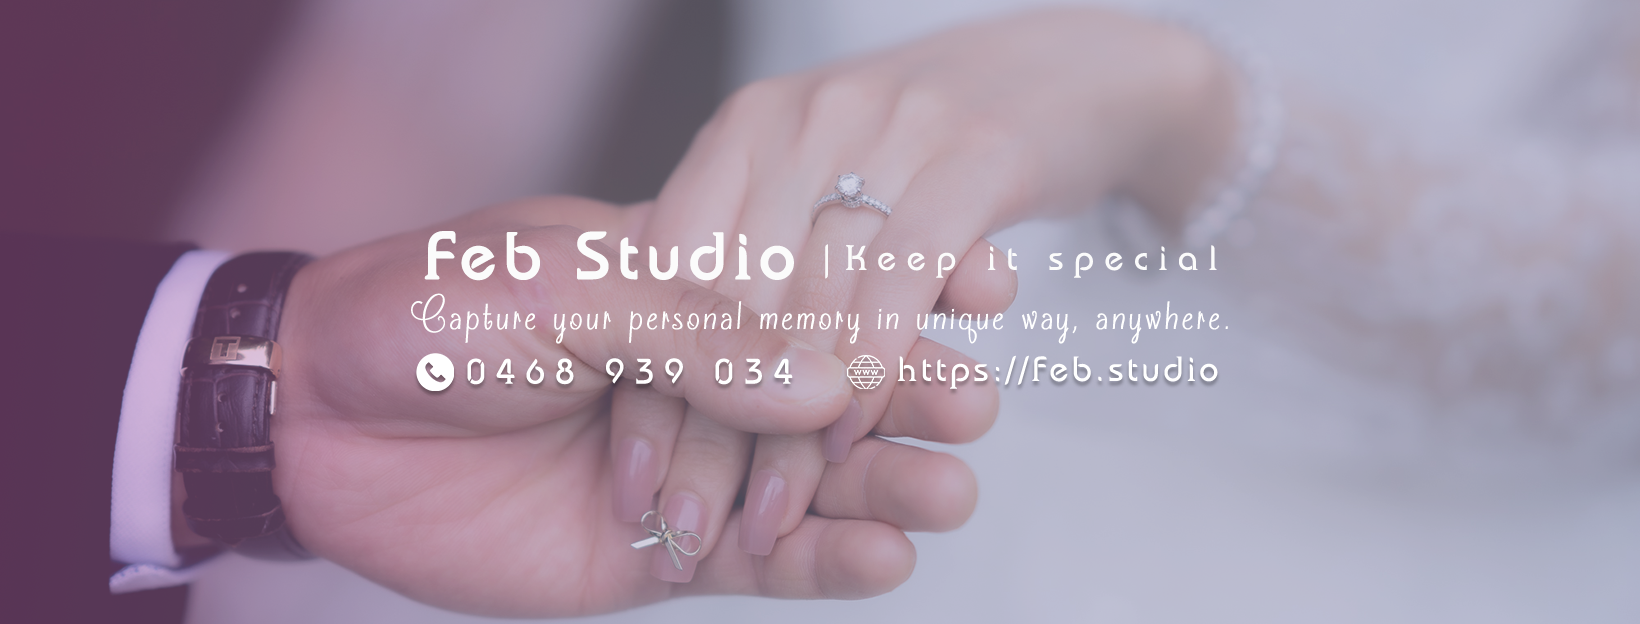 Feb Studio | Keep it special
Capture your personal memory in unique way, anywhere.
0468 939 034 www https://feb.studio